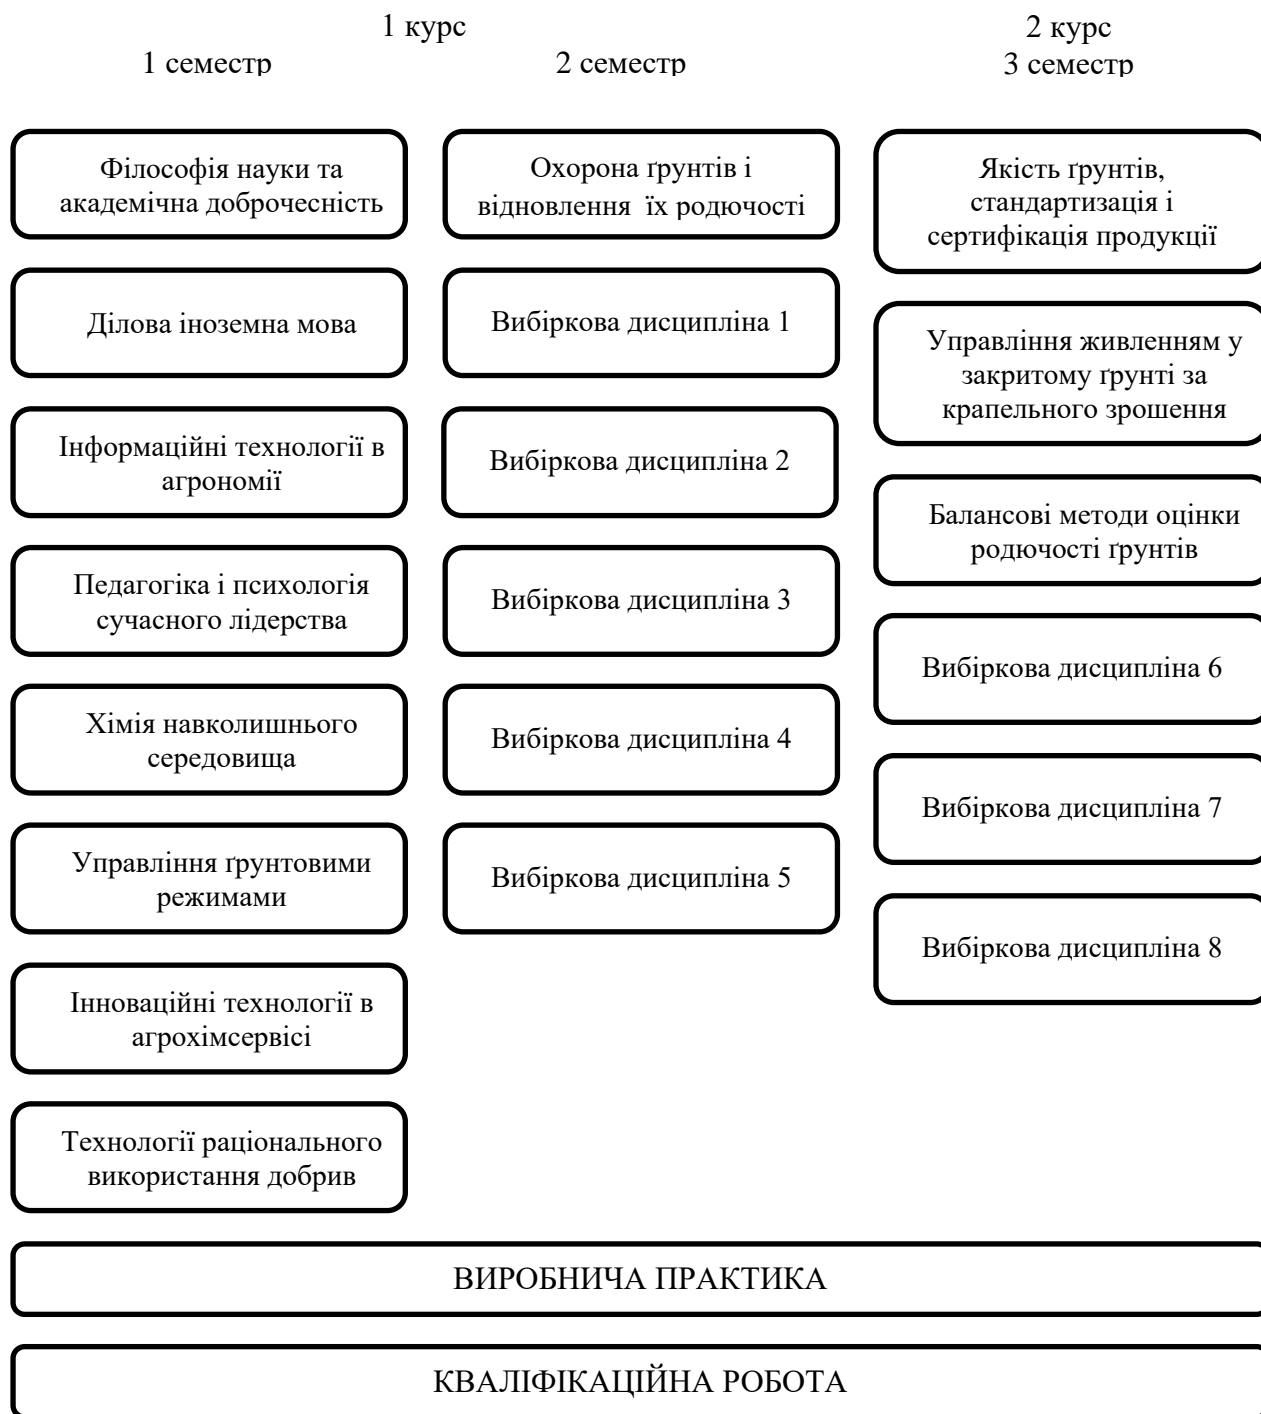 1 курс
2 курс
1 семестр
2 семестр
3 семестр
Філософія науки та
академічна доброчесність
Ділова іноземна мова
Інформаційні технології в
агрономії
Педагогіка і психологія
сучасного лідерства
Хімія навколишнього
середовища
Управління ґрунтовими
режимами
Інноваційні технології в
агрохімсервісі
Технології раціонального
використання добрив
Охорона ґрунтів і
відновлення їх родючості
Вибіркова дисципліна 1
Вибіркова дисципліна 2
Вибіркова дисципліна 3
Вибіркова дисципліна 4
Вибіркова дисципліна 5
Якість ґрунтів,
стандартизація і
сертифікація продукції
Управління живленням у
закритому ґрунті за
крапельного зрошення
Балансові методи оцінки
родючості ґрунтів
Вибіркова дисципліна 6
Вибіркова дисципліна 7
Вибіркова дисципліна 8
ВИРОБНИЧА ПРАКТИКА
КВАЛІФІКАЦІЙНА РОБОТА